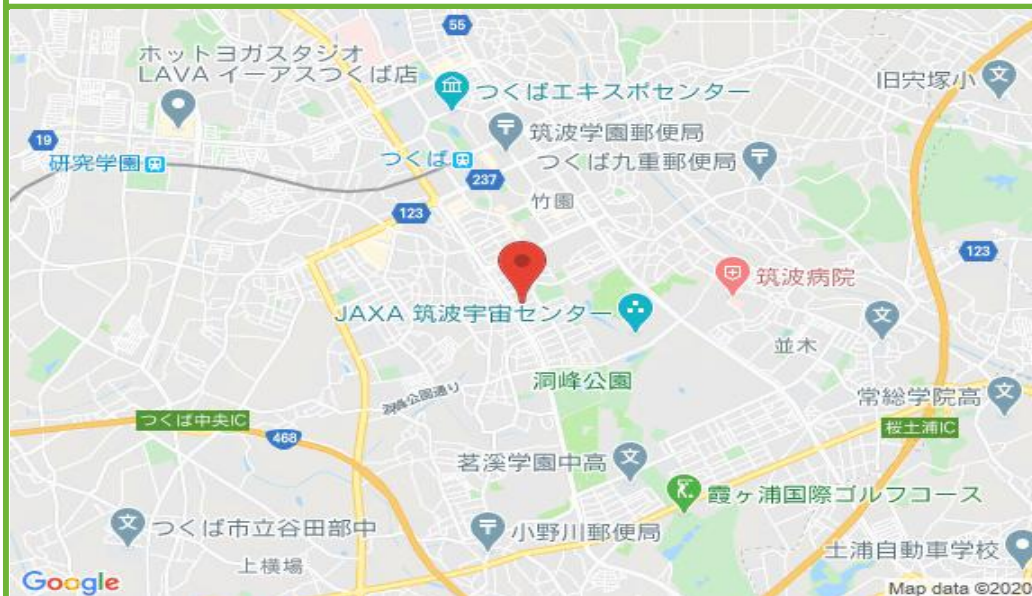 55
ホットヨガスタジオ
LAVA イーアスつくば店
つくばエキスポセンター
旧宍塚小
19
筑波学園郵便局
研究学園
つくば
つくば九重郵便局
237
竹園
123
123
筑波病院
JAXA 筑波宇宙センター
並木
洞峰公園
洞峰公園通り
常総学院高
つくば中央IC
468
桜土浦IC
茗溪学園中高
霞ヶ浦国際ゴルフコース
つくば市立谷田部中
小野川郵便局
上横場
土浦自動車学校
Google
Map data ©2020